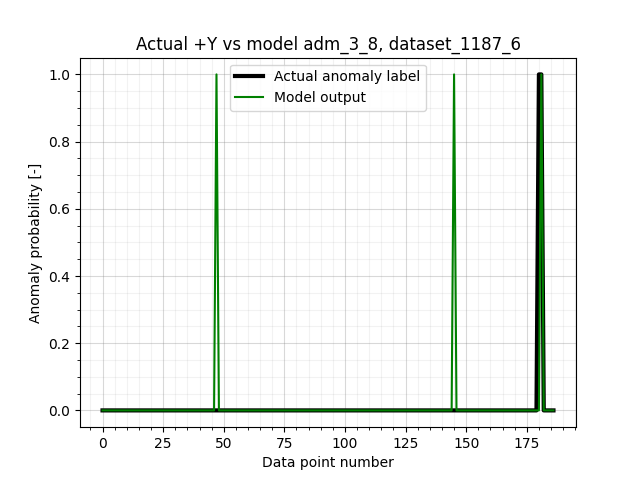 Actual +Y vs model adm_3_8, dataset_1187_6
Actual anomaly label
Model output
Anomaly probability [-]
1.0
0.8
0.6
0.4
0.2
0.0
0 25 50 75 100 125 150 175
Data point number